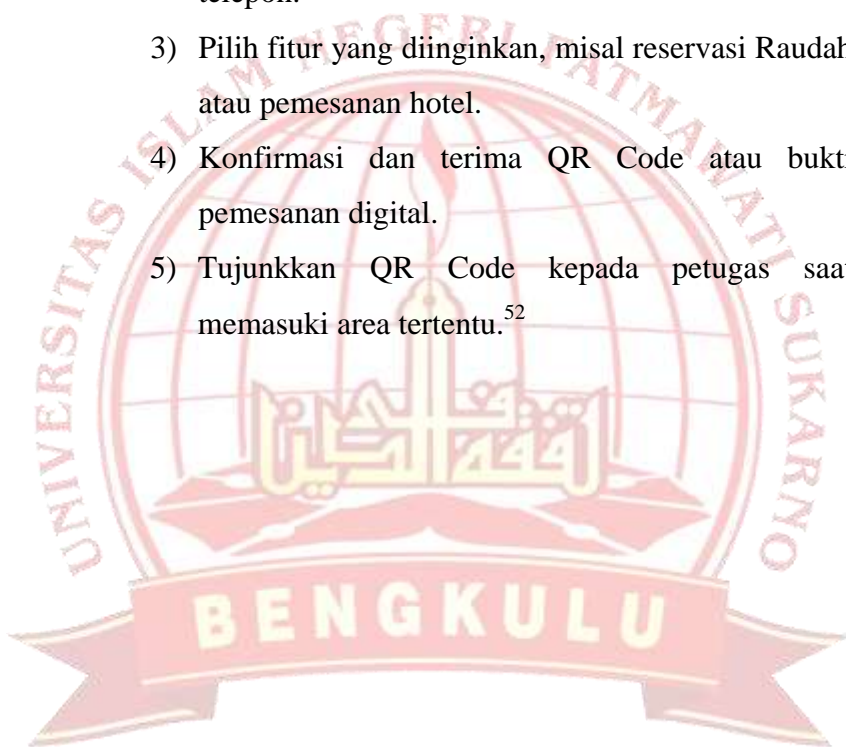 telepon.
3) Pilih fitur yang diinginkan, misal reservasi Raudah
atau pemesanan hotel.
4) Konfirmasi dan terima QR Code atau bukti
pemesanan digital.
5) Tujunkkan QR Code kepada petugas saat
memasuki area tertentu.52
UNIVERSITAS ISLAM NEGERI FATMAWATI SUKARNO
BENGKULU